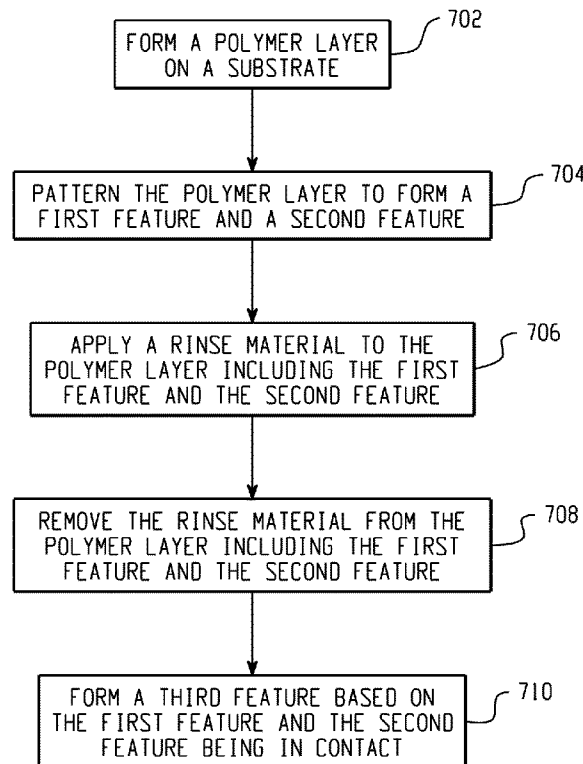 FORM A POLYMER LAYER
ON A SUBSTRATE
702
PATTERN THE POLYMER LAYER TO FORM A
FIRST FEATURE AND A SECOND FEATURE
704
APPLY A RINSE MATERIAL TO THE
POLYMER LAYER INCLUDING THE FIRST
FEATURE AND THE SECOND FEATURE
706
REMOVE THE RINSE MATERIAL FROM THE
POLYMER LAYER INCLUDING THE FIRST
FEATURE AND THE SECOND FEATURE
708
FORM A THIRD FEATURE BASED ON
THE FIRST FEATURE AND THE SECOND
FEATURE BEING IN CONTACT
710